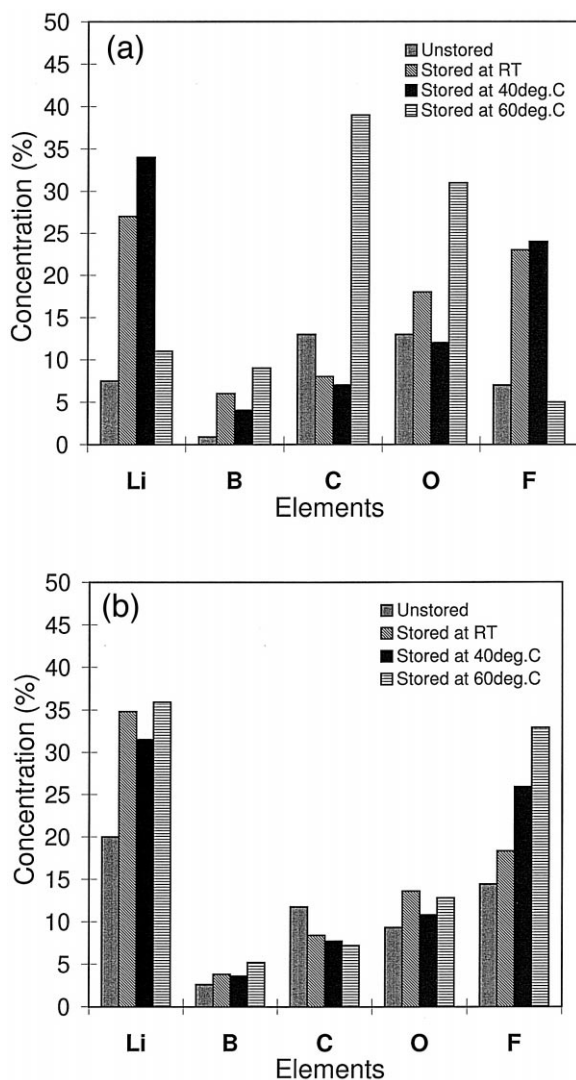 (a)
Unstored
Stored at RT
Stored at 40deg.C
Stored at 60deg.C
50
45
40
35
30
25
20
15
10
5
0
Concentration (%)
Li B C O F
Elements
(b)
Unstored
Stored at RT
Stored at 40deg.C
Stored at 60deg.C
50
45
40
35
30
25
20
15
10
5
0
Concentration (%)
Li B C O F
Elements